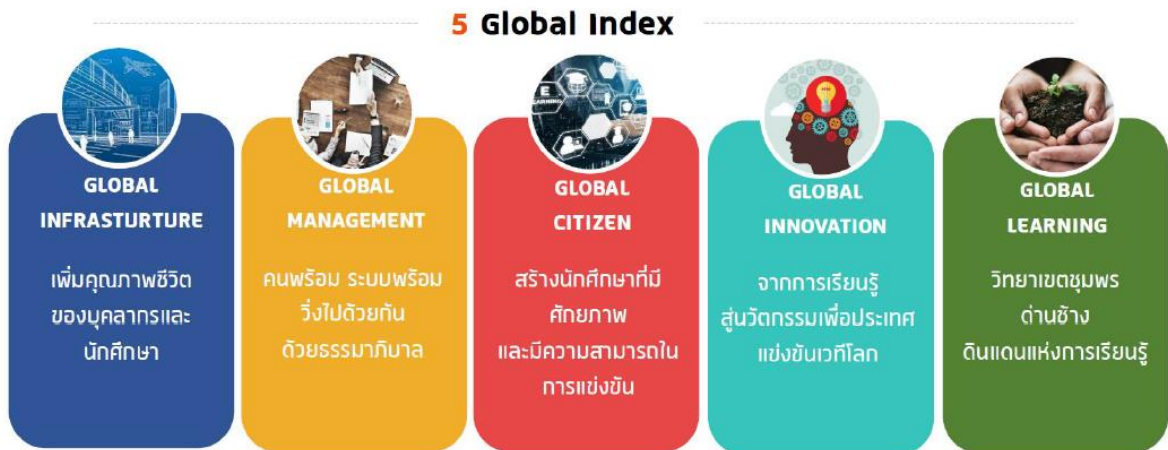 5 Global Index
GLOBAL
INFRASTURTURE
เพิ่มคุณภาพชีวิต
ของบุคลากรและ
นักศึกษา
GLOBAL
MANAGEMENT
คนพร้อม ระบบพร้อม
วิ่งไปด้วยกัน
ด้วยธรรมาภิบาล
E
LEARNING
GLOBAL
CITIZEN
สร้างนักศึกษาที่มี
ศักยภาพ
และมีความสามารถใน
การแข่งขัน
GLOBAL
INNOVATION
จากการเรียนรู้
สู่นวัตกรรมเพื่อประเทศ
แข่งขันเวทีโลก
GLOBAL
LEARNING
วิทยาเขตชุมพร
ด่านช้าง
ดินแดนแห่งการเรียนรู้